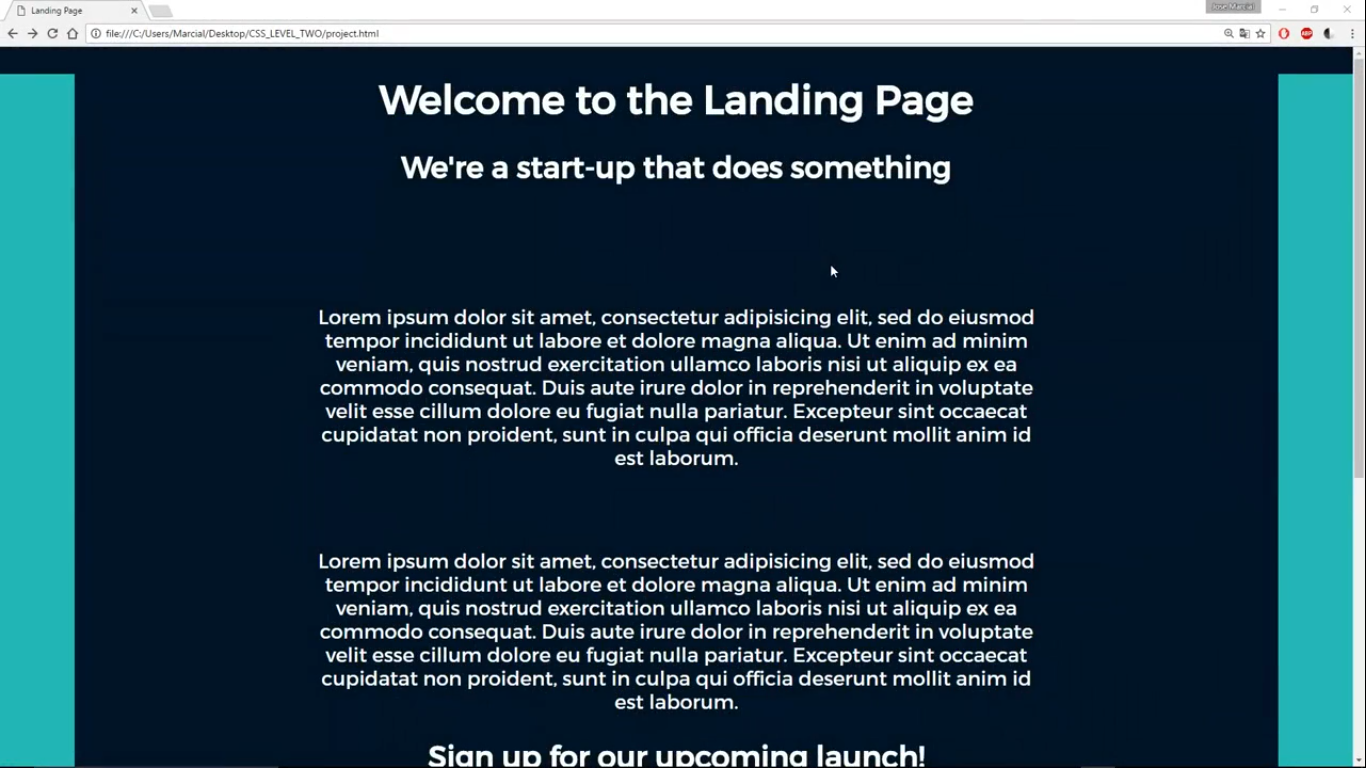 Landing Page
Jose Marcial
file:///C:/Users/Marcial/Desktop/CSS_LEVEL_TWO/project.html
ABP
Welcome to the Landing Page
We're a start-up that does something
Lorem ipsum dolor sit amet, consectetur adipisicing elit, sed do eiusmod
tempor incididunt ut labore et dolore magna aliqua. Ut enim ad minim
veniam, quis nostrud exercitation ullamco laboris nisi ut aliquip ex ea
commodo consequat. Duis aute irure dolor in reprehenderit in voluptate
velit esse cillum dolore eu fugiat nulla pariatur. Excepteur sint occaecat
cupidatat non proident, sunt in culpa qui officia deserunt mollit anim id
est laborum.
Lorem ipsum dolor sit amet, consectetur adipisicing elit, sed do eiusmod
tempor incididunt ut labore et dolore magna aliqua. Ut enim ad minim
veniam, quis nostrud exercitation ullamco laboris nisi ut aliquip ex ea
commodo consequat. Duis aute irure dolor in reprehenderit in voluptate
velit esse cillum dolore eu fugiat nulla pariatur. Excepteur sint occaecat
cupidatat non proident, sunt in culpa qui officia deserunt mollit anim id
est laborum.
Sign up for our upcoming launch!